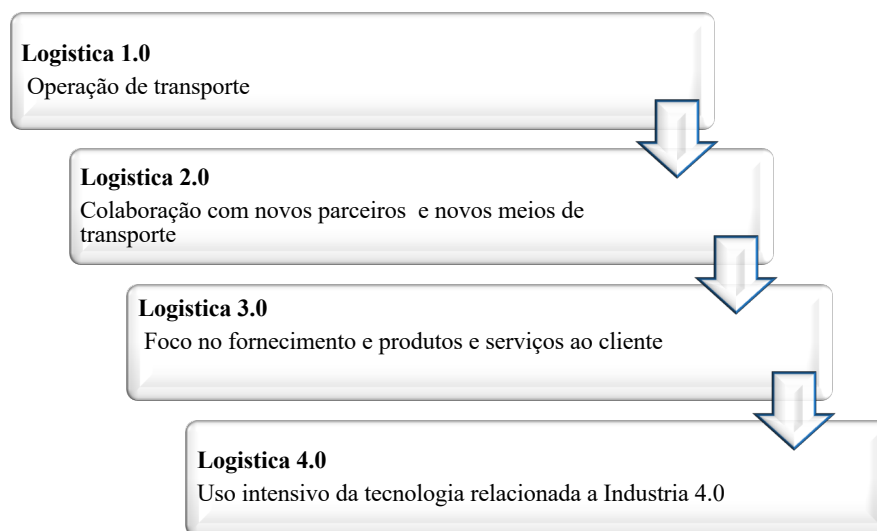 Logistica 1.0
Operação de transporte
Logistica 2.0
Colaboração com novos parceiros e novos meios de
transporte
Logistica 3.0
Foco no fornecimento e produtos e serviços ao cliente
Logistica 4.0
Uso intensivo da tecnologia relacionada a Industria 4.0